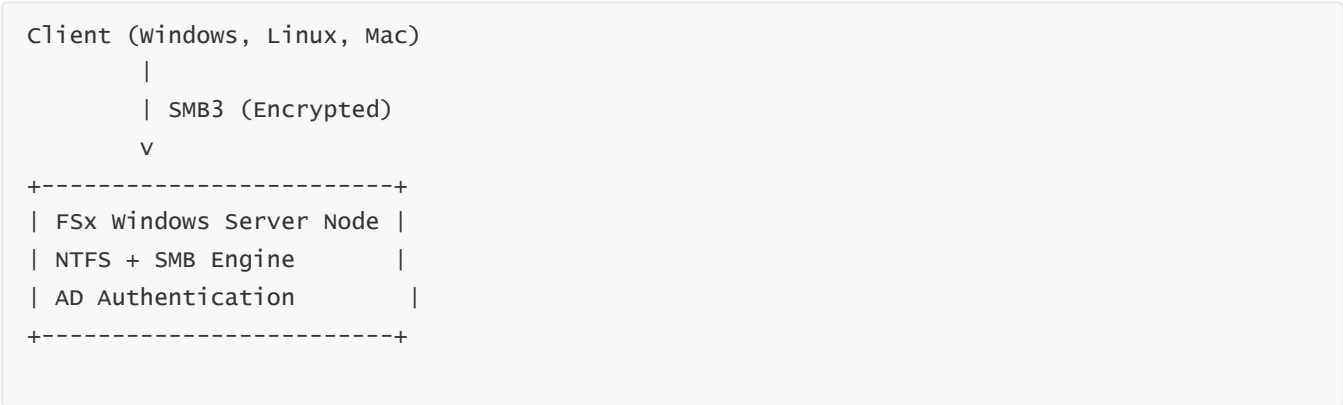 Client (Windows, Linux, Mac)
        |
        | SMB3 (Encrypted)
        v
+-------------------------+
| FSx Windows Server Node |
| NTFS + SMB Engine       |
| AD Authentication        |
+-------------------------+